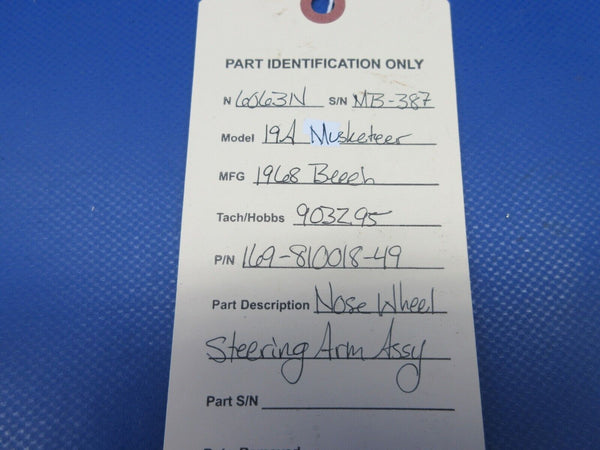 PART IDENTIFICATION ONLY
N 6063N S/N MB-387
Model 19A Musketeer
MFG 1968 Beech
Tach/Hobbs 9032.95
P/N 169-810018-49
Part Description Nose Wheel
Steering Arm Assy
Part S/N